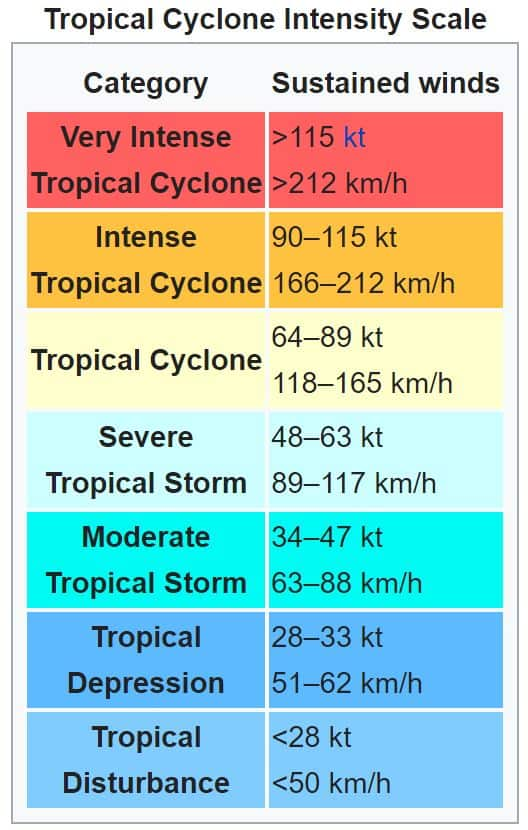 Tropical Cyclone Intensity Scale
Category Sustained winds
Very Intense
Tropical Cyclone
>115 kt
>212 km/h
Intense
Tropical Cyclone
90–115 kt
166–212 km/h
Tropical Cyclone
64–89 kt
118–165 km/h
Severe
Tropical Storm
48–63 kt
89–117 km/h
Moderate
Tropical Storm
34–47 kt
63–88 km/h
Tropical
Depression
28–33 kt
51–62 km/h
Tropical
Disturbance
<28 kt
<50 km/h